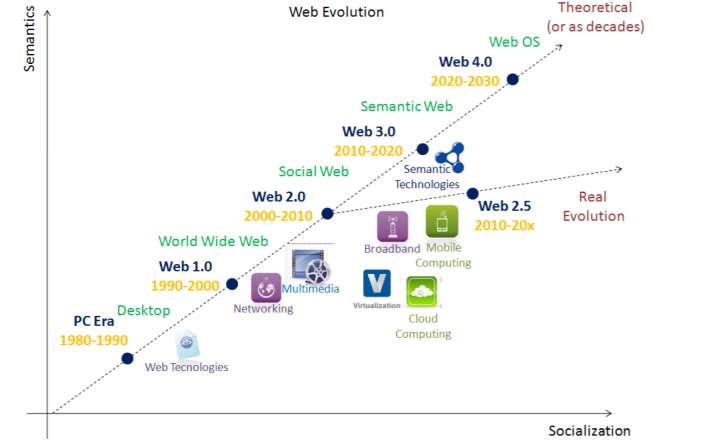 Web Evolution
Theoretical
(or as decades)
Semantics
Web OS
Web 4.0
2020-2030
Semantic Web
Web 3.0
2010-2020
Semantic
Technologies
Social Web
Web 2.0
2000-2010
Real
Evolution
Web 2.5
2010-20x
Broadband
Mobile
Computing
World Wide Web
Web 1.0
1990-2000
Multimedia
Networking
V
Virtualization
Cloud
Computing
Desktop
PC Era
1980-1990
Web Tecnologies
Socialization